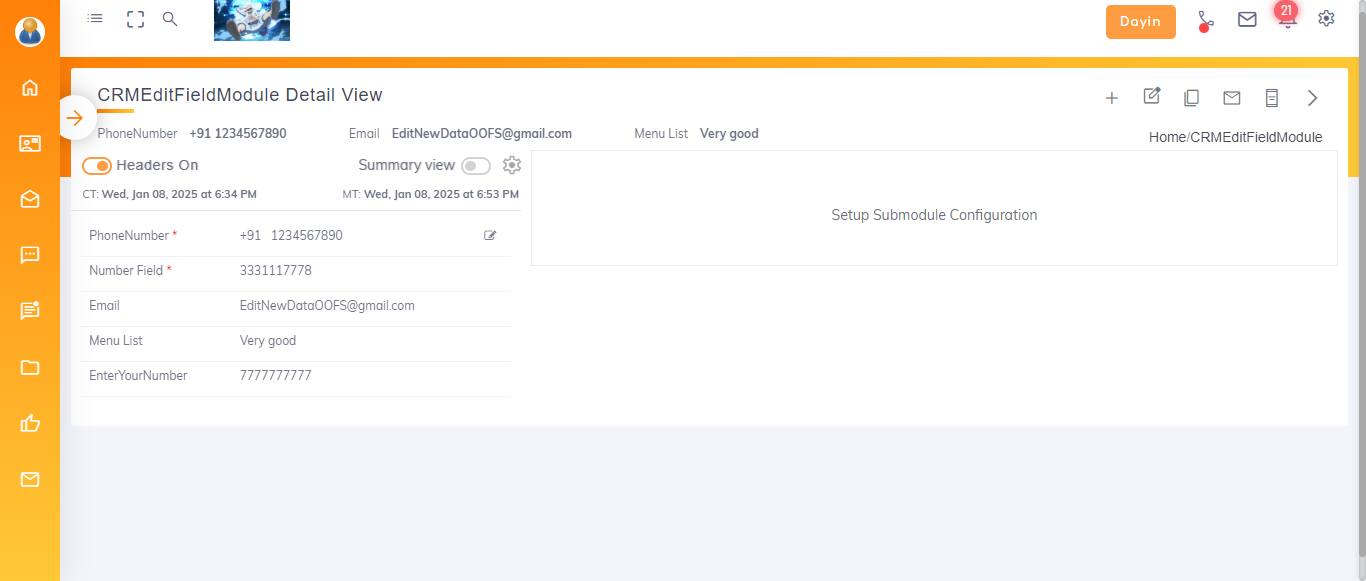 Dayin
21
CRMEditFieldModule Detail View
PhoneNumber +91 1234567890 Email EditNewDataOOFS@gmail.com Menu List Very good
Home/CRMEditFieldModule
Headers On Summary view
CT: Wed, Jan 08, 2025 at 6:34 PM MT: Wed, Jan 08, 2025 at 6:53 PM
Setup Submodule Configuration
PhoneNumber * +91 1234567890
Number Field * 3331117778
Email EditNewDataOOFS@gmail.com
Menu List Very good
EnterYourNumber 7777777777